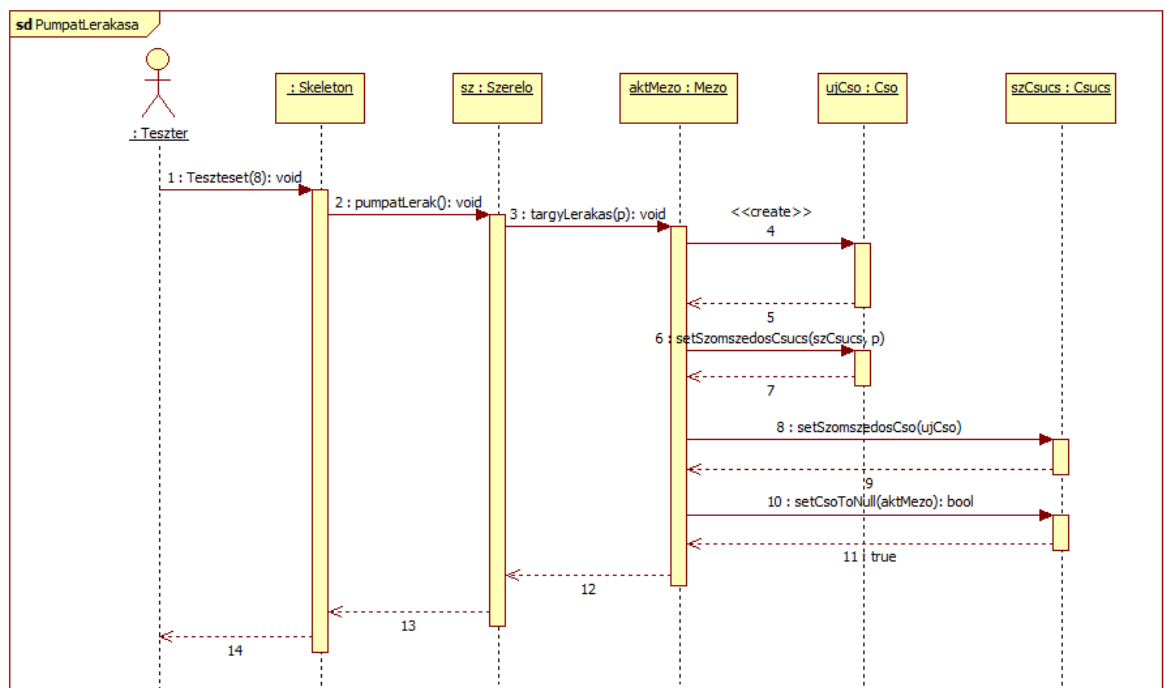 sd PumpatLerakasa
: Teszter
: Skeleton
sz : Szerelo
aktMezo : Mezo
ujCso : Cso
szCsucs : Csucs
1 : Teszteset(8): void
2 : pumpatLerak(): void
3 : targyLerakas(p): void
<<create>>
4
5
6 : setSzomszedosCsucs(szCsucs, p)
7
8 : setSzomszedosCso(ujCso)
9
10 : setCsoToNull(aktMezo): bool
11 : true
12
13
14